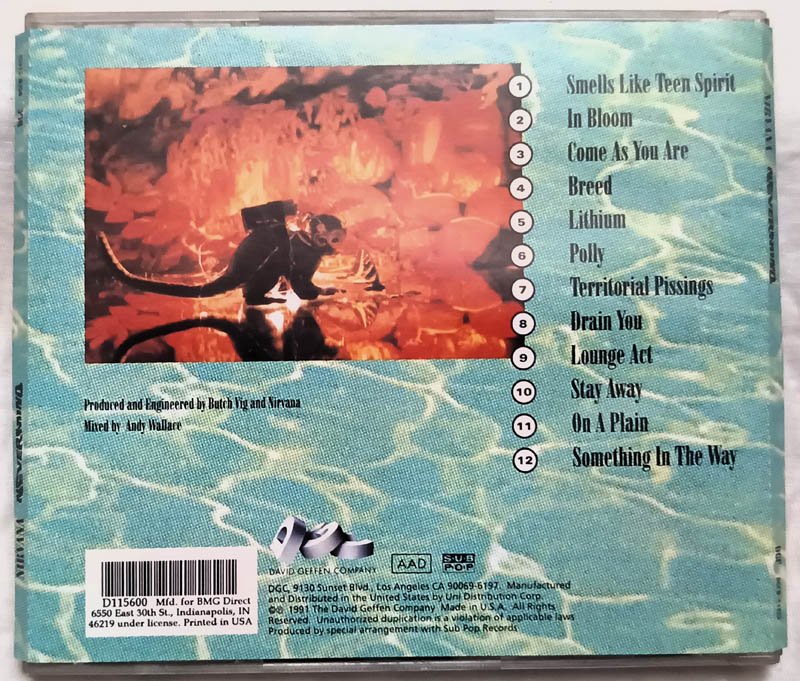 1 Smells Like Teen Spirit
2 In Bloom
3 Come As You Are
4 Breed
5 Lithium
6 Polly
7 Territorial Pissings
8 Drain You
9 Lounge Act
10 Stay Away
11 On A Plain
12 Something In The Way
Produced and Engineered by Butch Vig and Nirvana
Mixed by Andy Wallace
DAVID GEFFEN COMPANY
AAD
SUB
POP
DGC, 9130 Sunset Blvd., Los Angeles CA 90069-6197. Manufactured
and Distributed in the United States by Uni Distribution Corp.
©℗ 1991 The David Geffen Company Made in U.S.A. All Rights
Reserved. Unauthorized duplication is a violation of applicable laws
Produced by special arrangement with Sub Pop Records
D115600 Mfd. for BMG Direct
6550 East 30th St., Indianapolis, IN
46219 under license. Printed in USA
NIRVANA NEVERMIND
NIRVANA NEVERMIND